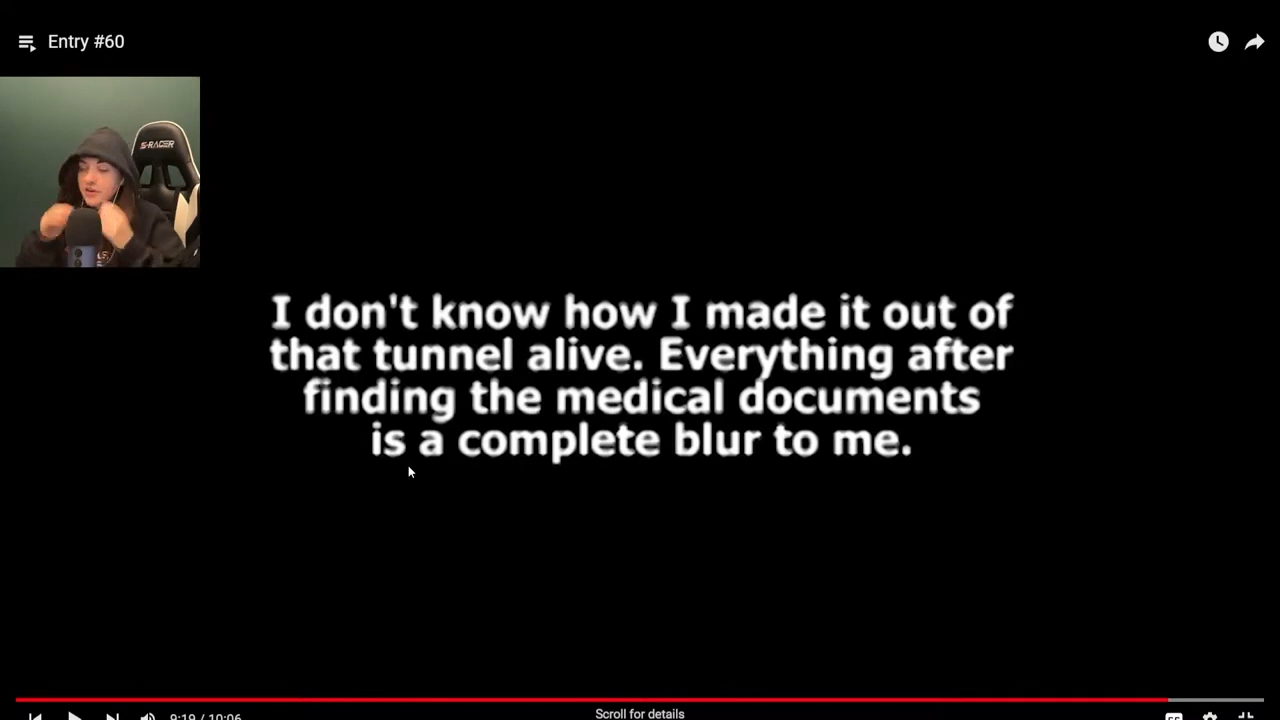 Entry #60
S-RACER
I don't know how I made it out of
that tunnel alive. Everything after
finding the medical documents
is a complete blur to me.
9:19 / 10:06
Scroll for details